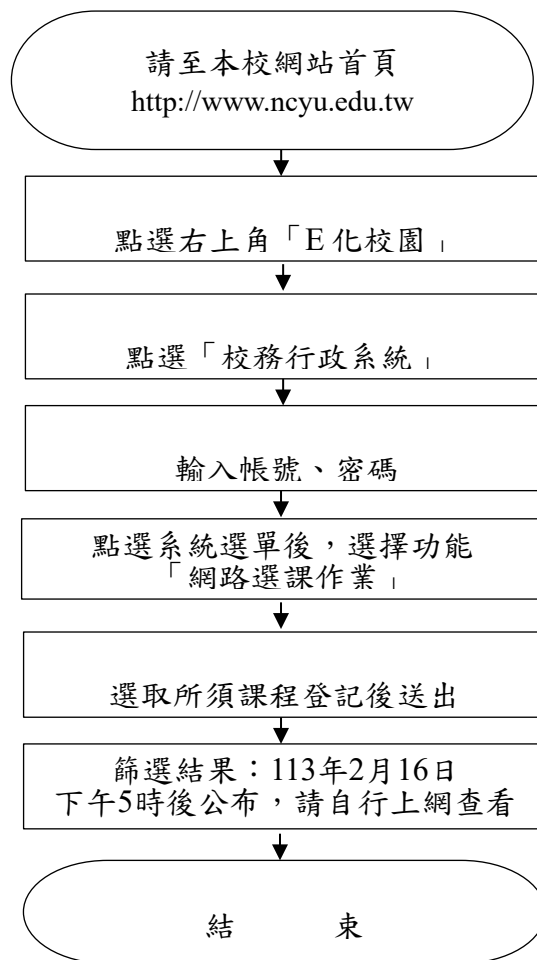 請至本校網站首頁
http://www.ncyu.edu.tw
點選右上角「E化校園」
點選「校務行政系統」
輸入帳號、密碼
點選系統選單後，選擇功能
「網路選課作業」
選取所須課程登記後送出
篩選結果：113年2月16日
下午5時後公布，請自行上網查看
結 束